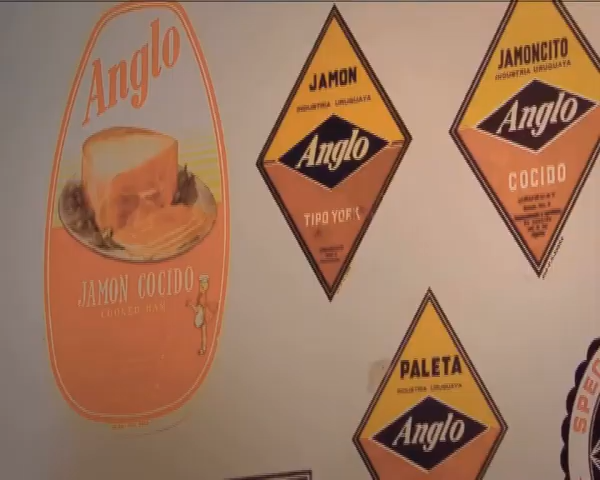 Anglo
JAMON COCIDO
COOKED HAM
JAMON
INDUSTRIA URUGUAYA
Anglo
TIPO YORK
JAMONCITO
INDUSTRIA URUGUAYA
Anglo
COCIDO
PALETA
INDUSTRIA URUGUAYA
Anglo
SPEC